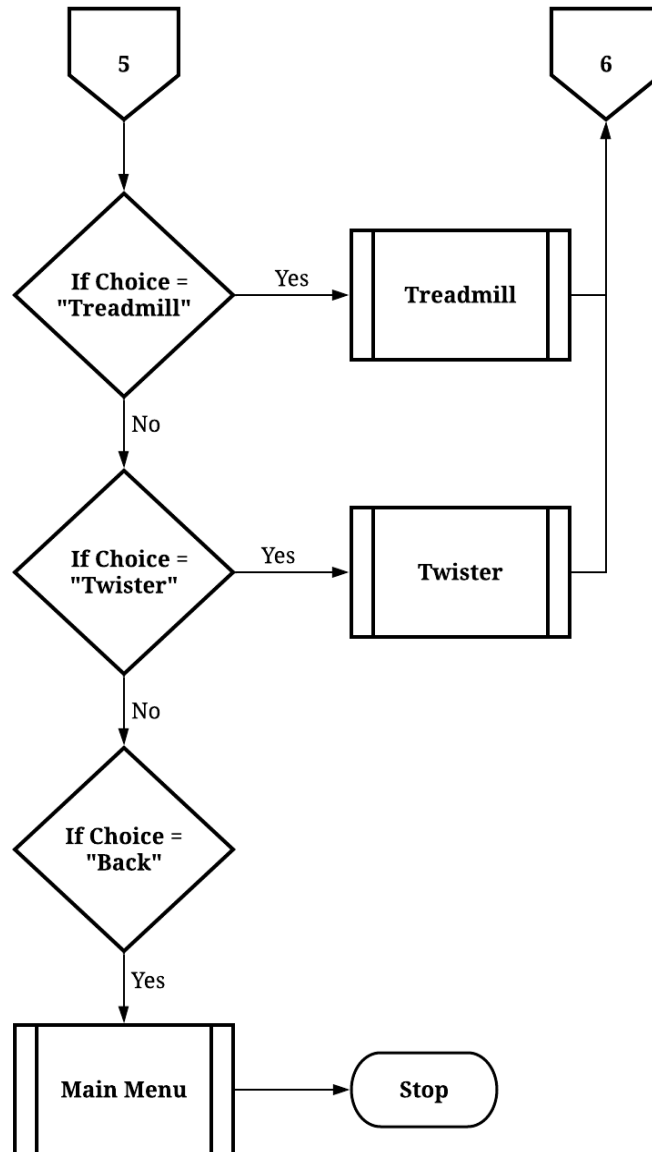 5
6
If Choice =
"Treadmill"
Yes
Treadmill
No
If Choice =
"Twister"
Yes
Twister
No
If Choice =
"Back"
Yes
Main Menu
Stop